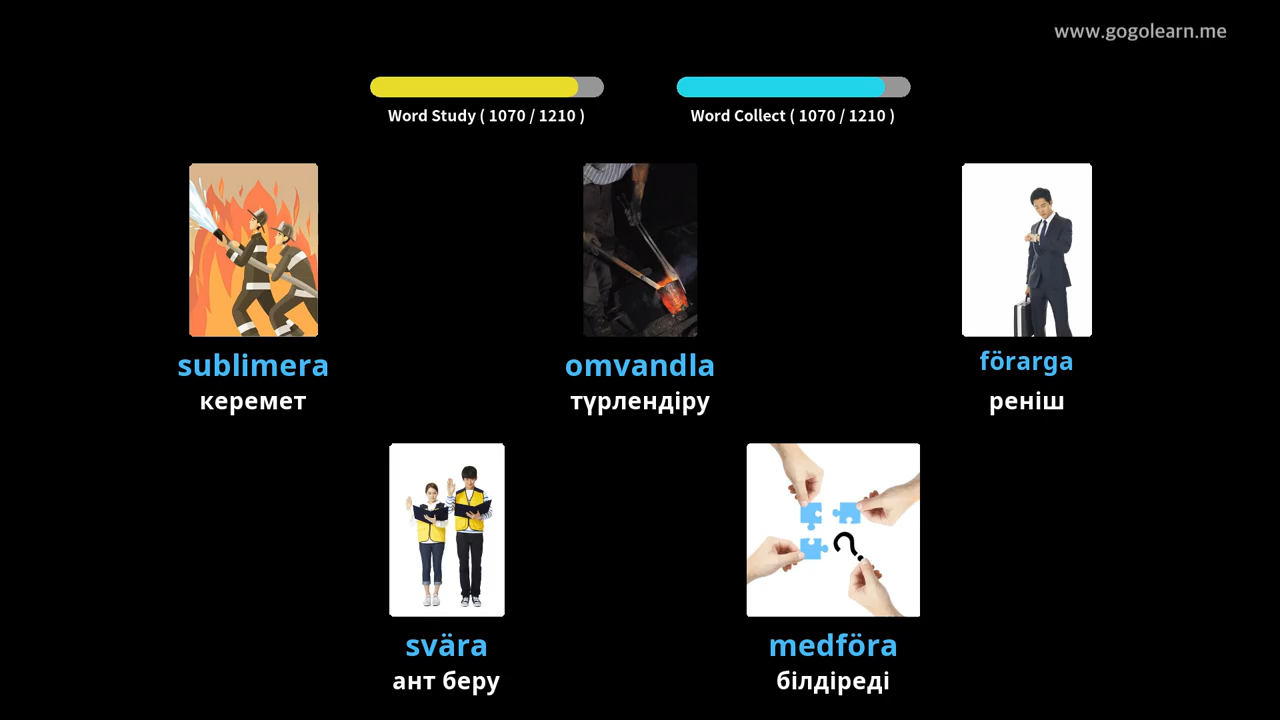 www.gogolearn.me
Word Study ( 1070 / 1210 )
Word Collect ( 1070 / 1210 )
sublimera
керемет
omvandla
түрлендіру
förarga
реніш
svära
ант беру
medföra
білдіреді